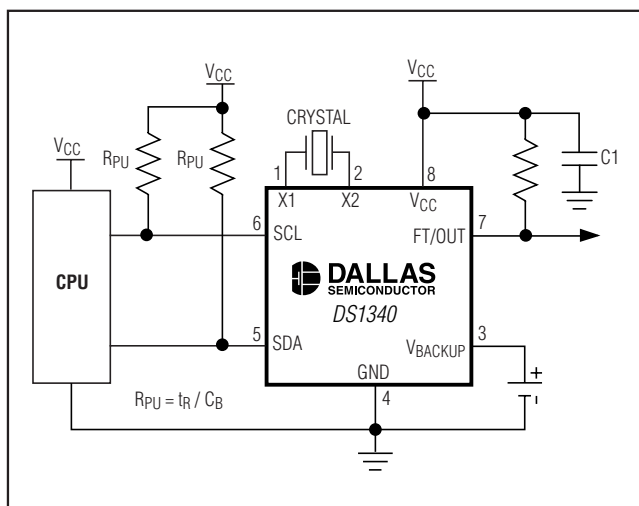 VCC
VCC
CRYSTAL
VCC
RPU
RPU
C1
1
2
8
X1
X2
VCC
6
SCL
7
FT/OUT
CPU
DALLAS
SEMICONDUCTOR
DS1340
5
SDA
3
VBACKUP
+
-
GND
4
RPU = tR / CB